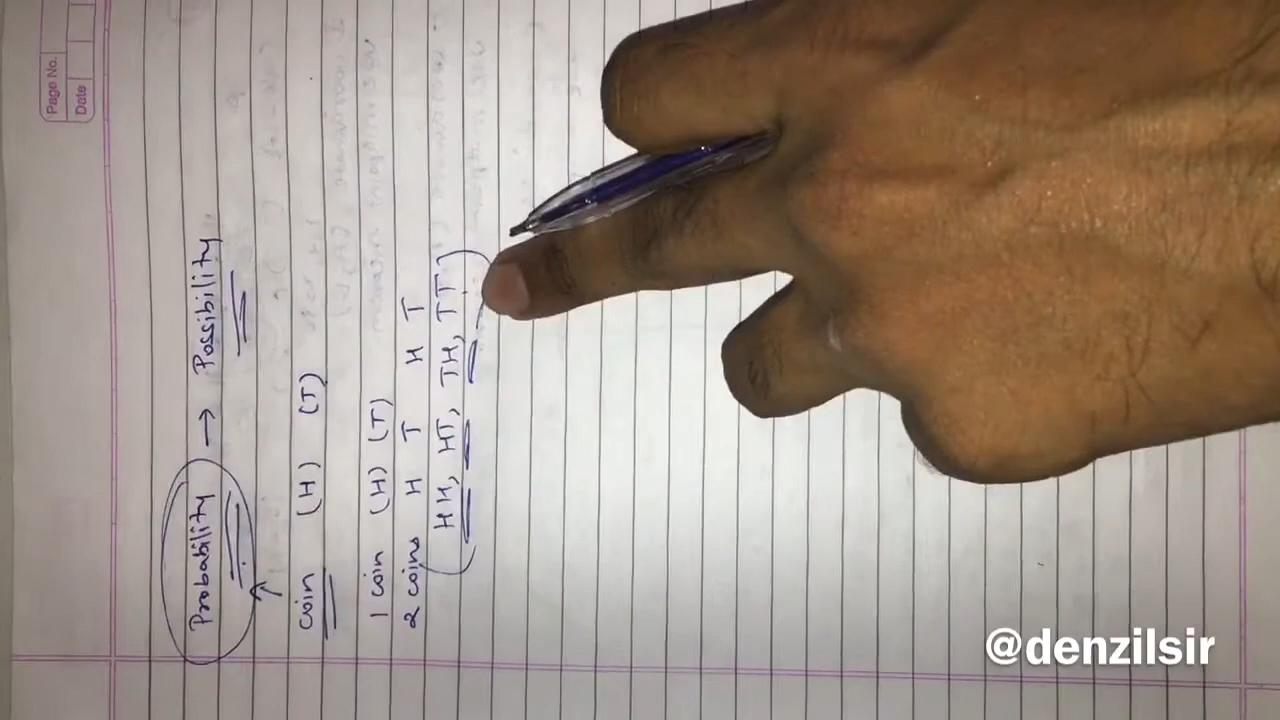 Page No.
Date
Probability → Possibility
coin (H) (T)
1 coin (H) (T)
2 coins H T H T
(HH, HT, TH, TT)
@denzilsir